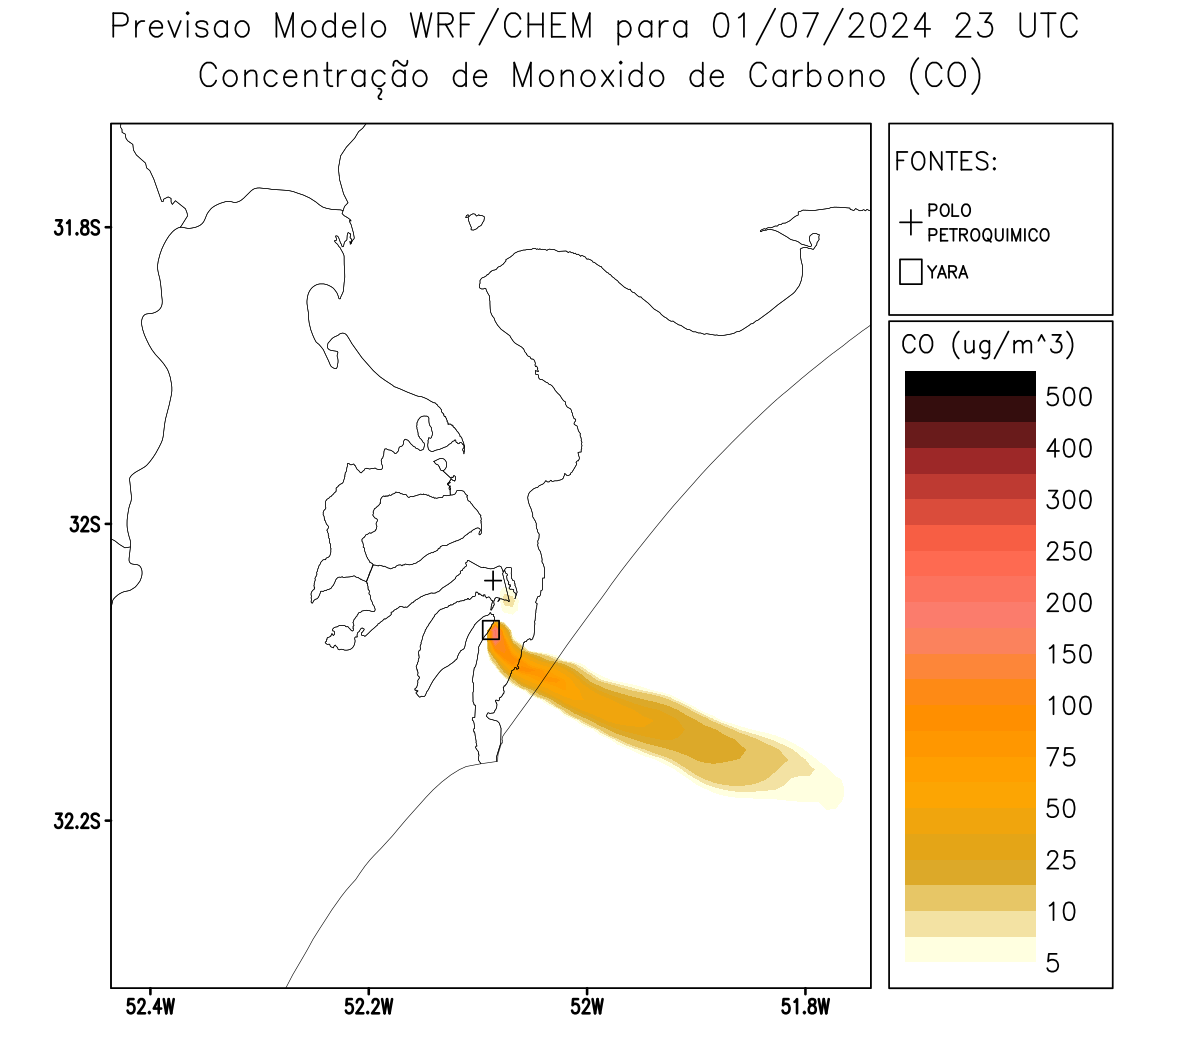 Previsao Modelo WRF/CHEM para 01/07/2024 23 UTC
Concentração de Monoxido de Carbono (CO)
FONTES:
POLO
PETROQUIMICO
YARA
CO (ug/m^3)
500
400
300
250
200
150
100
75
50
25
10
5
31.8S
32S
32.2S
52.4W
52.2W
52W
51.8W